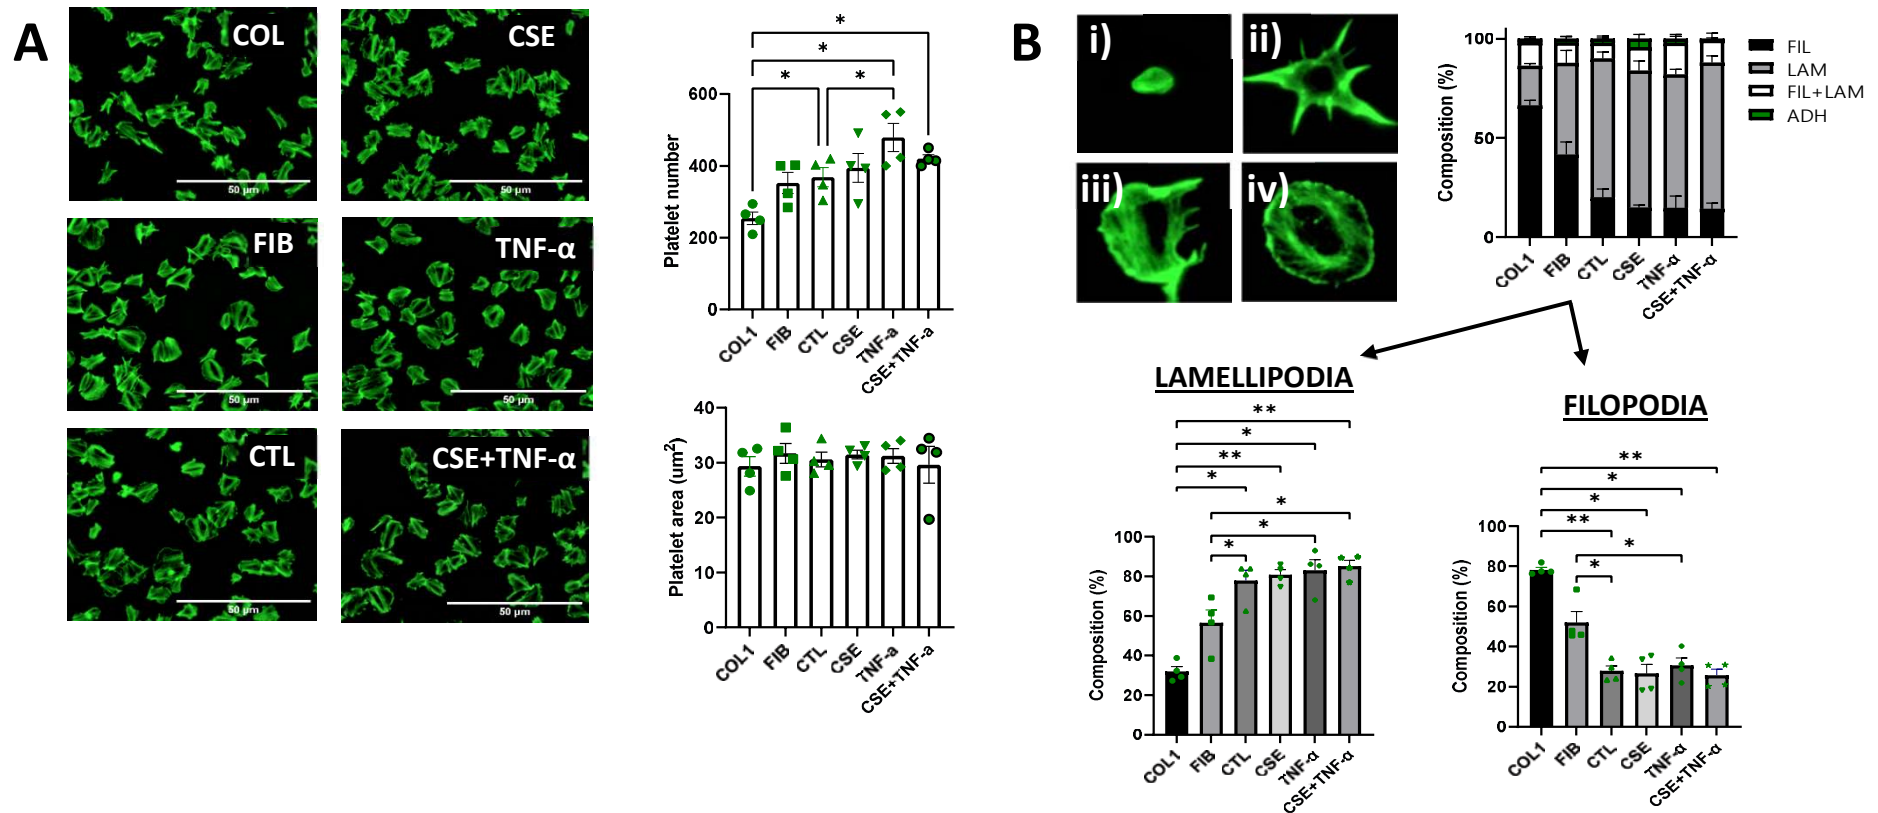 A
COL
50 µm
CSE
50 µm
FIB
50 µm
TNF-α
50 µm
CTL
50 µm
CSE+TNF-α
50 µm
*
*
* *
Platelet number
600
400
200
0
COL1
FIB
CTL
CSE
TNF-a
CSE+TNF-a
Platelet area (um2)
40
30
20
10
0
COL1
FIB
CTL
CSE
TNF-a
CSE+TNF-a
B
i)
ii)
iii)
iv)
Composition (%)
100
50
0
COL1
FIB
CTL
CSE
TNF-α
CSE+TNF-α
FIL
LAM
FIL+LAM
ADH
LAMELLIPODIA
**
*
**
*
*
*
*
Composition (%)
100
80
60
40
20
0
COL1
FIB
CTL
CSE
TNF-α
CSE+TNF-α
FILOPODIA
**
*
*
**
*
*
Composition (%)
100
80
60
40
20
0
COL1
FIB
CTL
CSE
TNF-α
CSE+TNF-α